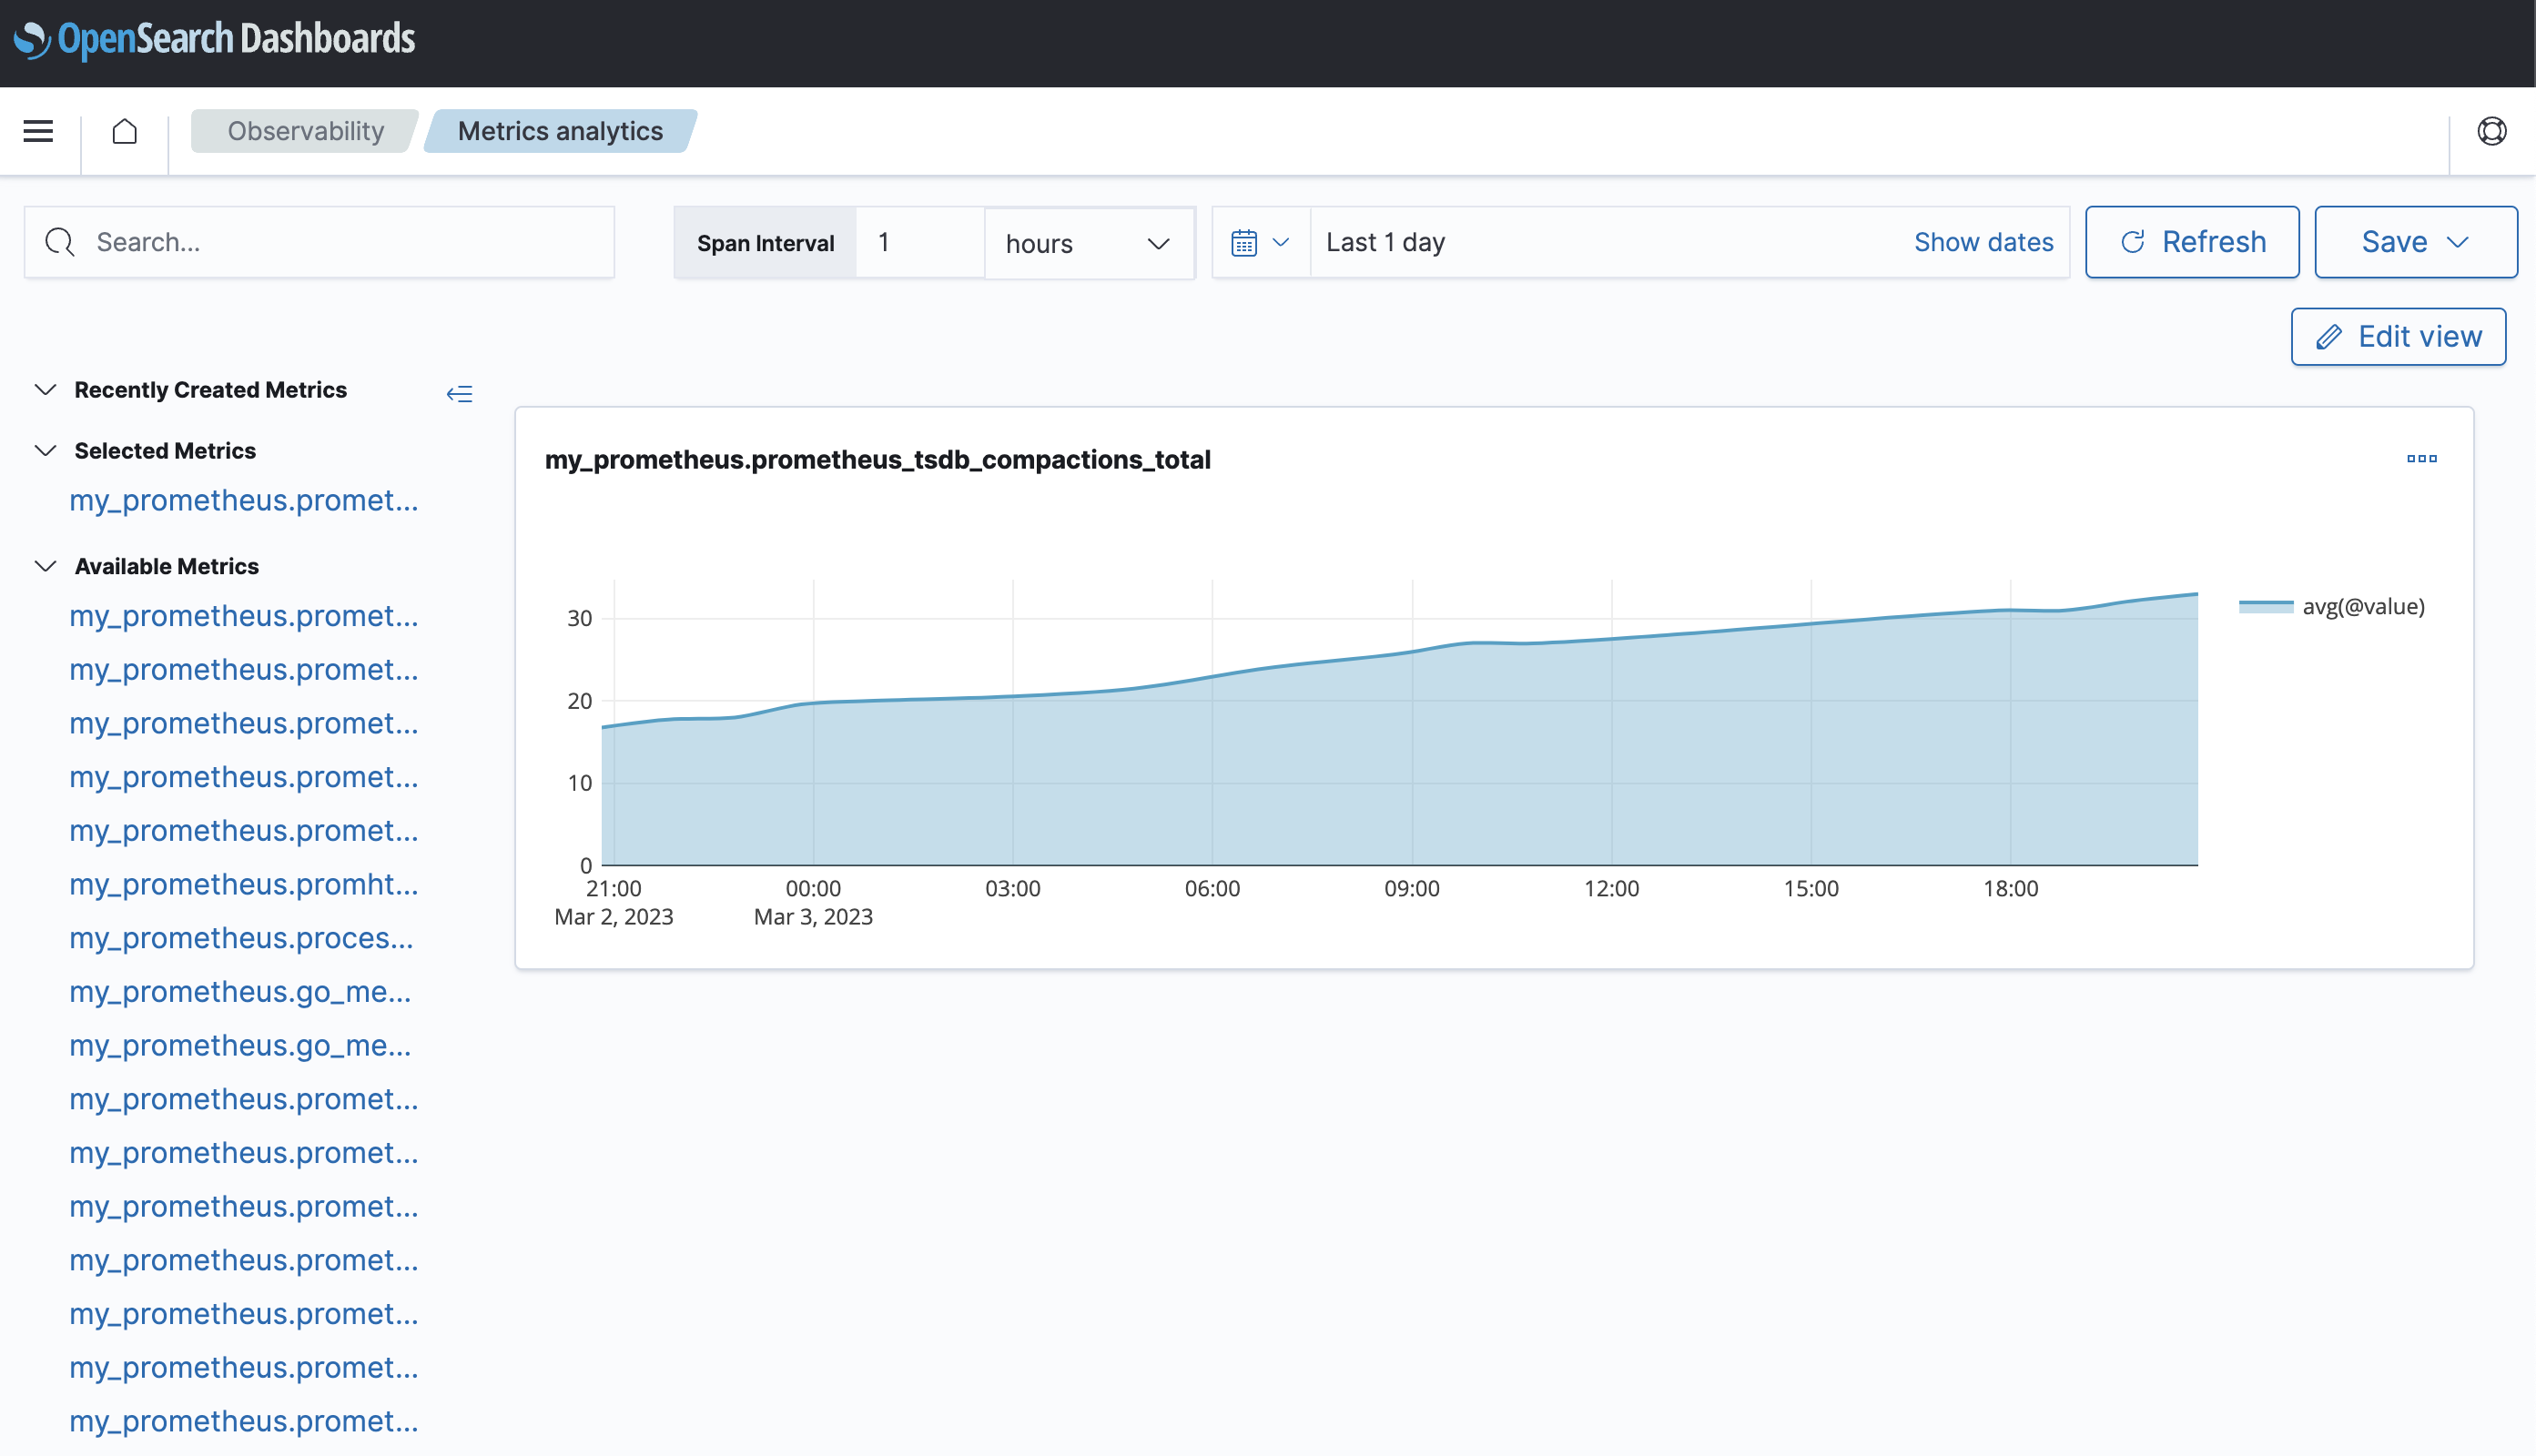 OpenSearch Dashboards
Observability
Metrics analytics
Search...
Span Interval
1
hours
Last 1 day
Show dates
Refresh
Save
Edit view
Recently Created Metrics
Selected Metrics
my_prometheus.promet...
Available Metrics
my_prometheus.promet...
my_prometheus.promet...
my_prometheus.promet...
my_prometheus.promet...
my_prometheus.promet...
my_prometheus.promht...
my_prometheus.proces...
my_prometheus.go_me...
my_prometheus.go_me...
my_prometheus.promet...
my_prometheus.promet...
my_prometheus.promet...
my_prometheus.promet...
my_prometheus.promet...
my_prometheus.promet...
my_prometheus.promet...
my_prometheus.prometheus_tsdb_compactions_total
30
20
10
0
21:00
Mar 2, 2023
00:00
Mar 3, 2023
03:00
06:00
09:00
12:00
15:00
18:00
avg(@value)